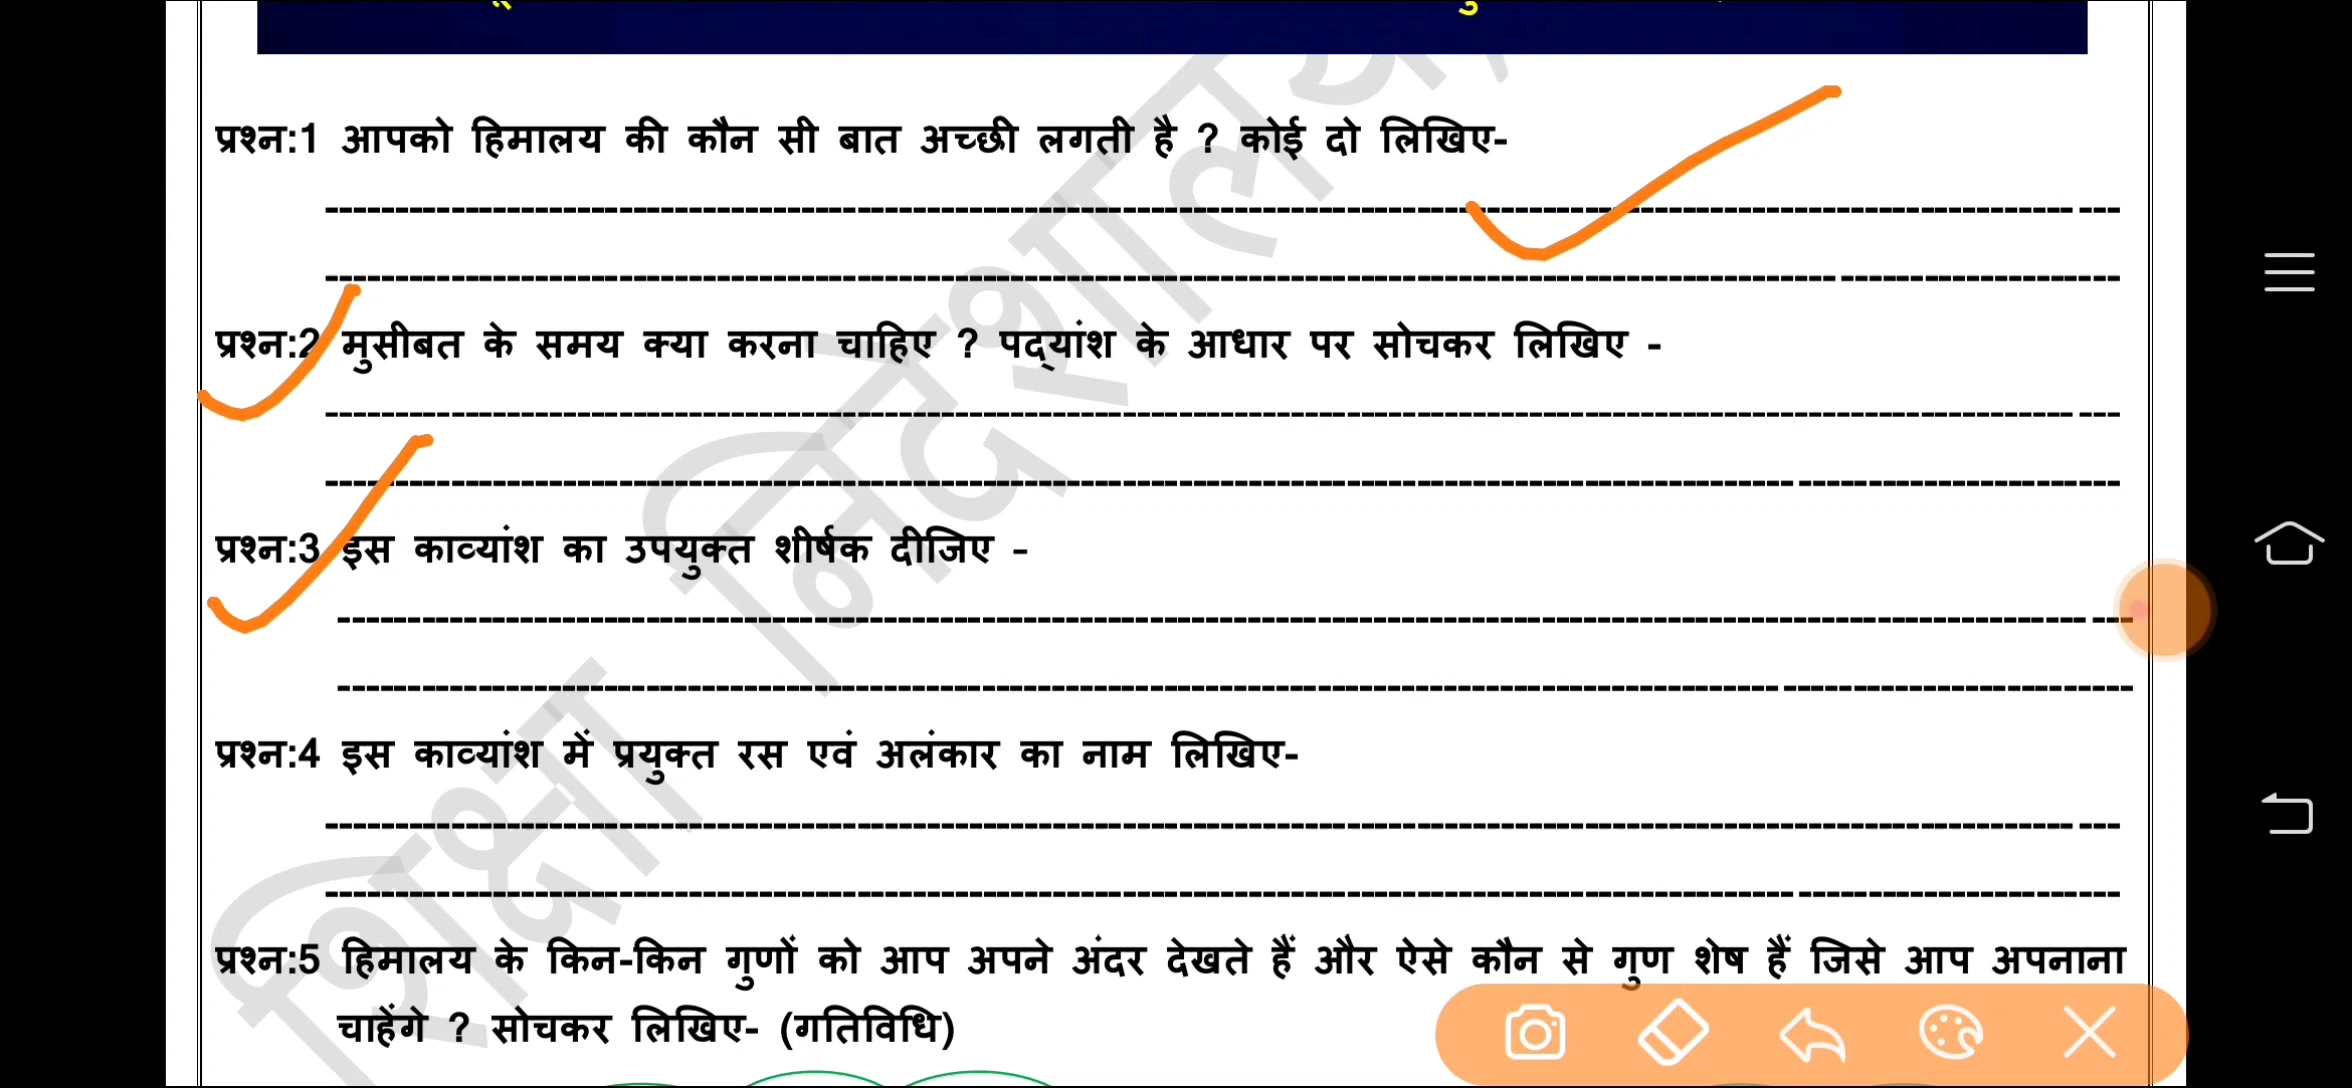 प्रश्न:1 आपको हिमालय की कौन सी बात अच्छी लगती है ? कोई दो लिखिए-
प्रश्न:2 मुसीबत के समय क्या करना चाहिए ? पद्यांश के आधार पर सोचकर लिखिए -
प्रश्न:3 इस काव्यांश का उपयुक्त शीर्षक दीजिए -
प्रश्न:4 इस काव्यांश में प्रयुक्त रस एवं अलंकार का नाम लिखिए-
प्रश्न:5 हिमालय के किन-किन गुणों को आप अपने अंदर देखते हैं और ऐसे कौन से गुण शेष हैं जिसे आप अपनाना
चाहेंगे ? सोचकर लिखिए- (गतिविधि)
शिक्षा निदेशालय,